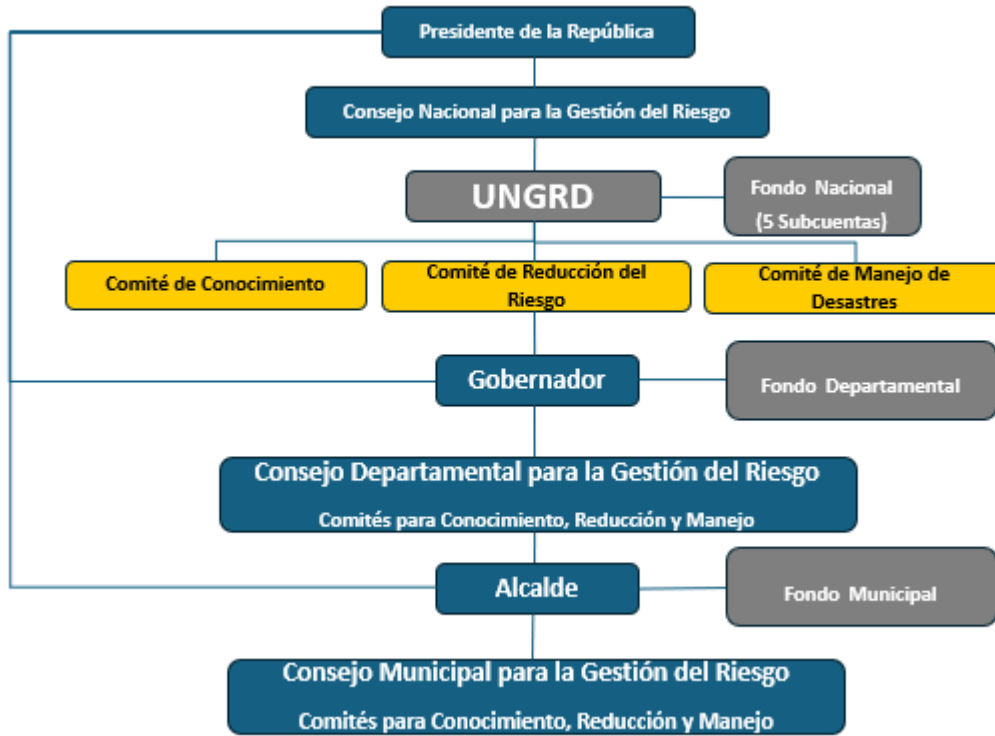 Presidente de la República
Consejo Nacional para la Gestión del Riesgo
UNGRD
Fondo Nacional
(5 Subcuentas)
Comité de Conocimiento
Comité de Reducción del
Riesgo
Comité de Manejo de
Desastres
Gobernador
Fondo Departamental
Consejo Departamental para la Gestión del Riesgo
Comités para Conocimiento, Reducción y Manejo
Alcalde
Fondo Municipal
Consejo Municipal para la Gestión del Riesgo
Comités para Conocimiento, Reducción y Manejo